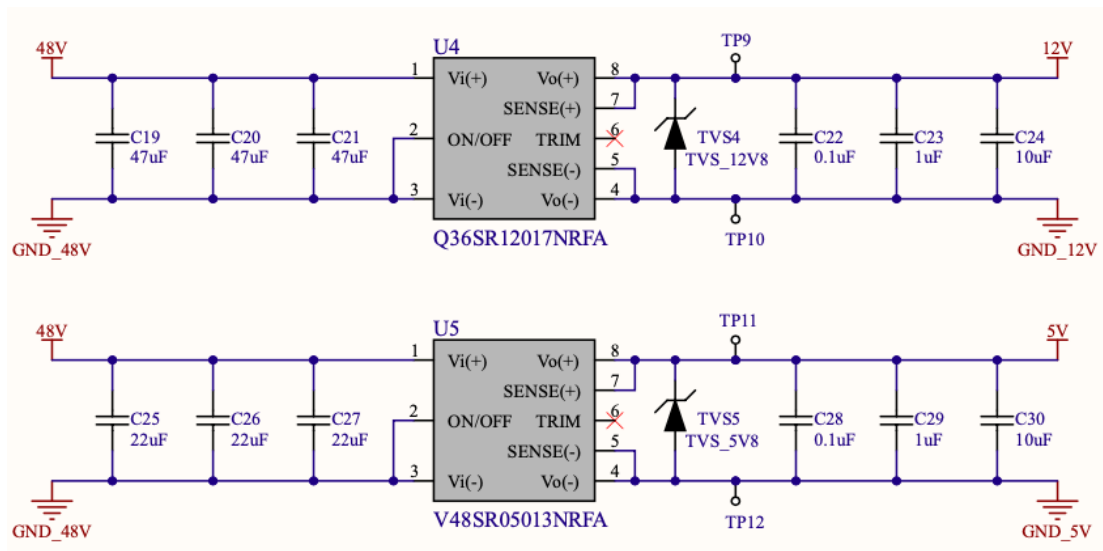 U4
TP9
48V
12V
1
Vi(+)
Vo(+)
8
SENSE(+)
7
C19
47uF
C20
47uF
C21
47uF
2
ON/OFF
TRIM
6
TVS4
TVS_12V8
C22
0.1uF
C23
1uF
C24
10uF
SENSE(-)
5
3
Vi(-)
Vo(-)
4
GND_48V
Q36SR12017NRFA
TP10
GND_12V
U5
TP11
48V
5V
1
Vi(+)
Vo(+)
8
SENSE(+)
7
C25
22uF
C26
22uF
C27
22uF
2
ON/OFF
TRIM
6
TVS5
TVS_5V8
C28
0.1uF
C29
1uF
C30
10uF
SENSE(-)
5
3
Vi(-)
Vo(-)
4
GND_48V
V48SR05013NRFA
TP12
GND_5V